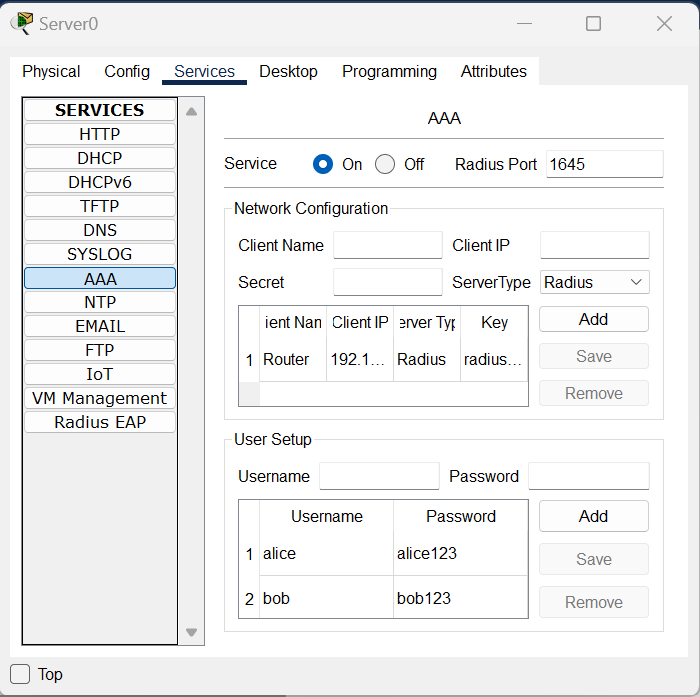 Server0
Physical Config Services Desktop Programming Attributes
SERVICES
HTTP
DHCP
DHCPv6
TFTP
DNS
SYSLOG
AAA
NTP
EMAIL
FTP
IoT
VM Management
Radius EAP
AAA
Service On Off Radius Port 1645
Network Configuration
Client Name Client IP
Secret ServerType Radius
ient Nan Client IP erver Typ Key
1 Router 192.1... Radius radius...
Add
Save
Remove
User Setup
Username Password
Username Password
1 alice alice123
2 bob bob123
Add
Save
Remove
Top